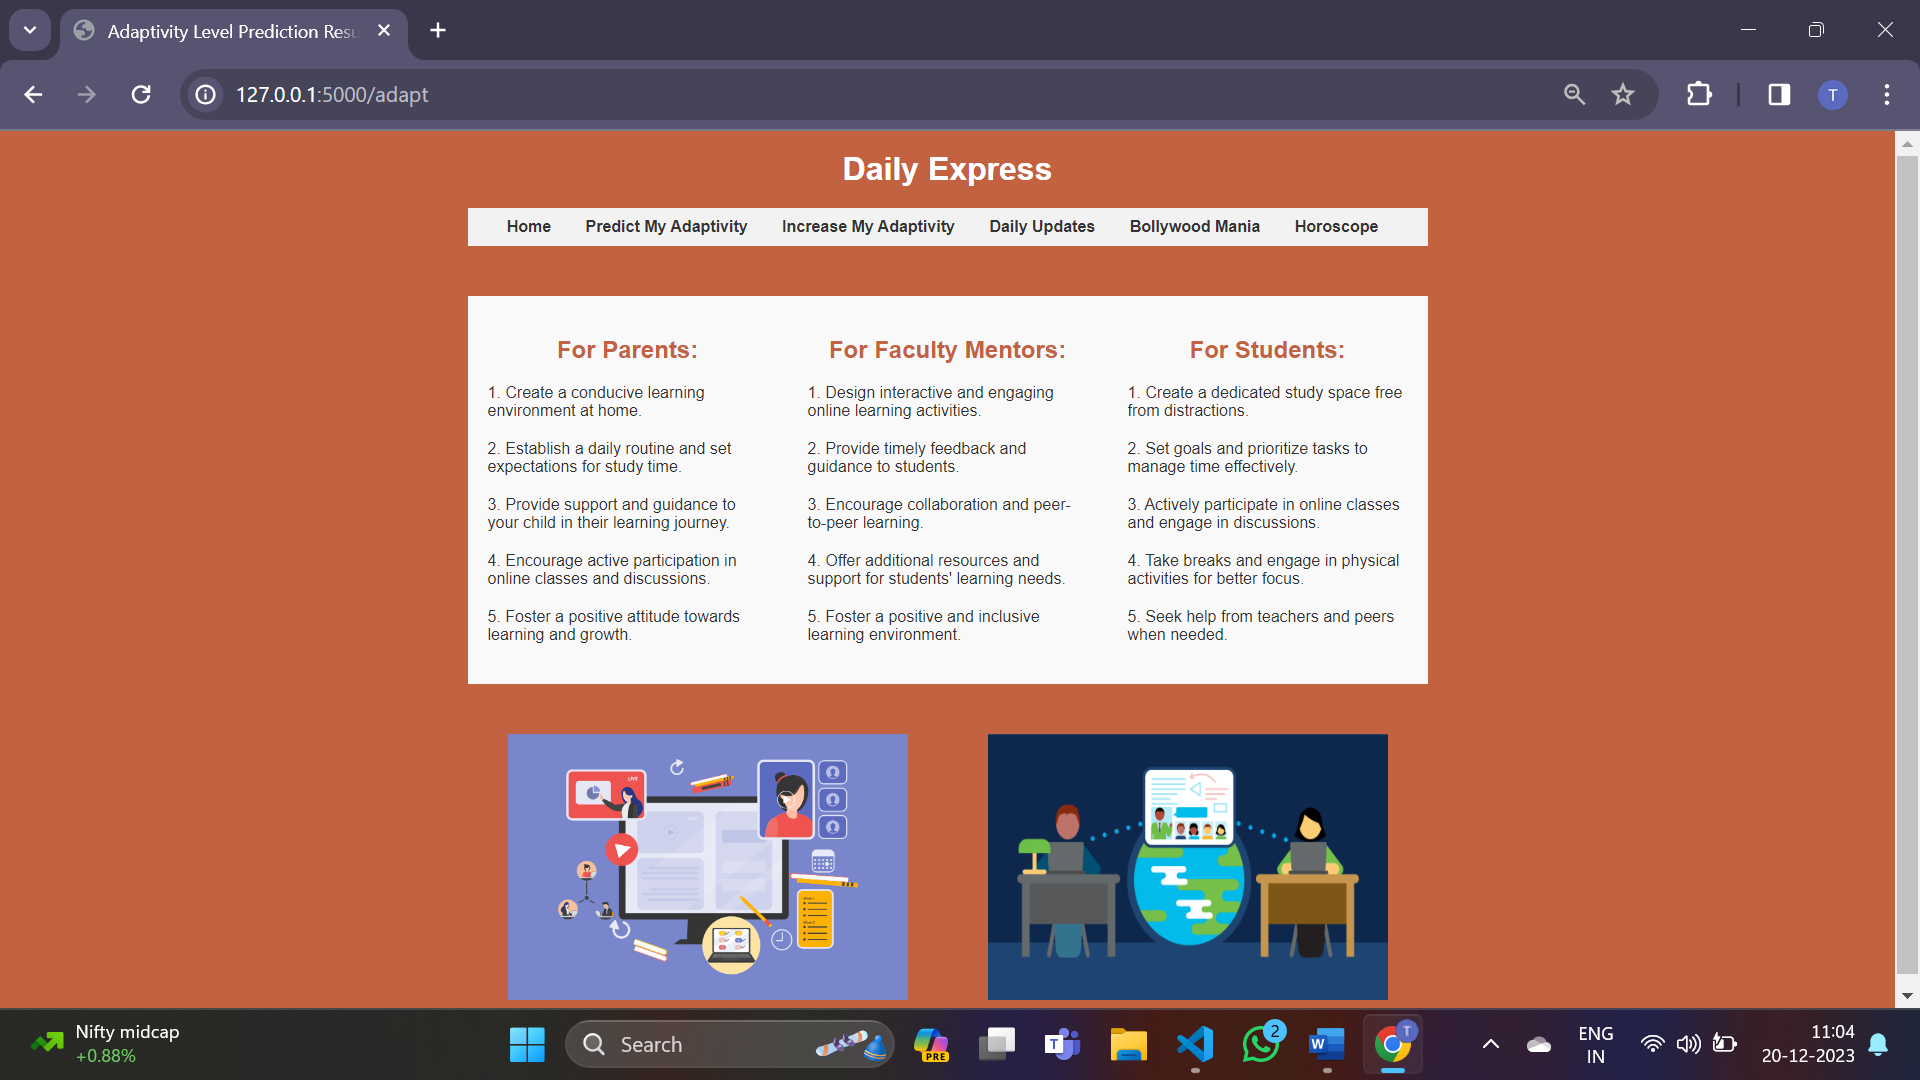 Adaptivity Level Prediction Resu
127.0.0.1:5000/adapt
T
Daily Express
Home Predict My Adaptivity Increase My Adaptivity Daily Updates Bollywood Mania Horoscope
For Parents:
1. Create a conducive learning
environment at home.
2. Establish a daily routine and set
expectations for study time.
3. Provide support and guidance to
your child in their learning journey.
4. Encourage active participation in
online classes and discussions.
5. Foster a positive attitude towards
learning and growth.
For Faculty Mentors:
1. Design interactive and engaging
online learning activities.
2. Provide timely feedback and
guidance to students.
3. Encourage collaboration and peer-
to-peer learning.
4. Offer additional resources and
support for students' learning needs.
5. Foster a positive and inclusive
learning environment.
For Students:
1. Create a dedicated study space free
from distractions.
2. Set goals and prioritize tasks to
manage time effectively.
3. Actively participate in online classes
and engage in discussions.
4. Take breaks and engage in physical
activities for better focus.
5. Seek help from teachers and peers
when needed.
LIVE
Nifty midcap
+0.88%
Search
PRE
T
2
W
T
ENG
IN
11:04
20-12-2023